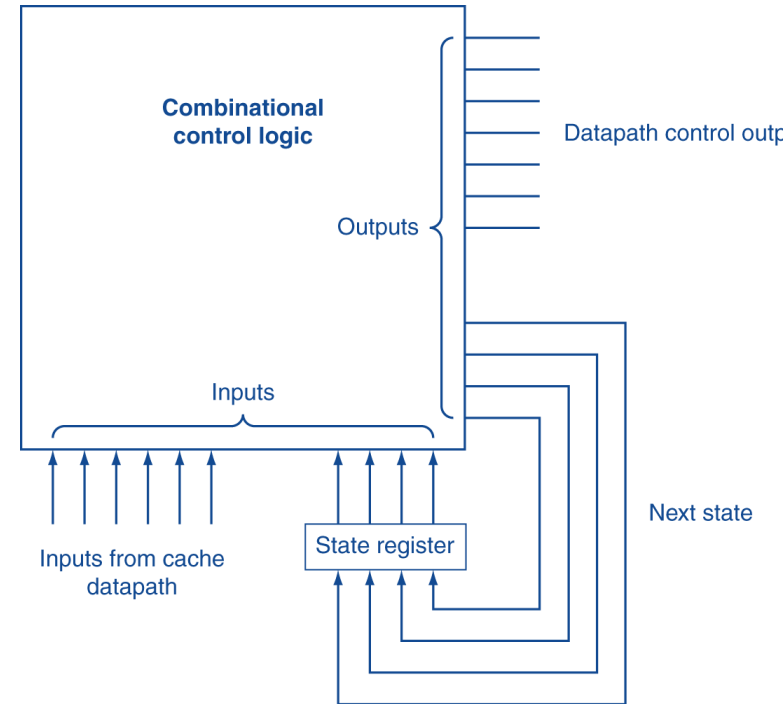 Combinational
control logic
Datapath control outp
Outputs
Inputs
Next state
State register
Inputs from cache
datapath